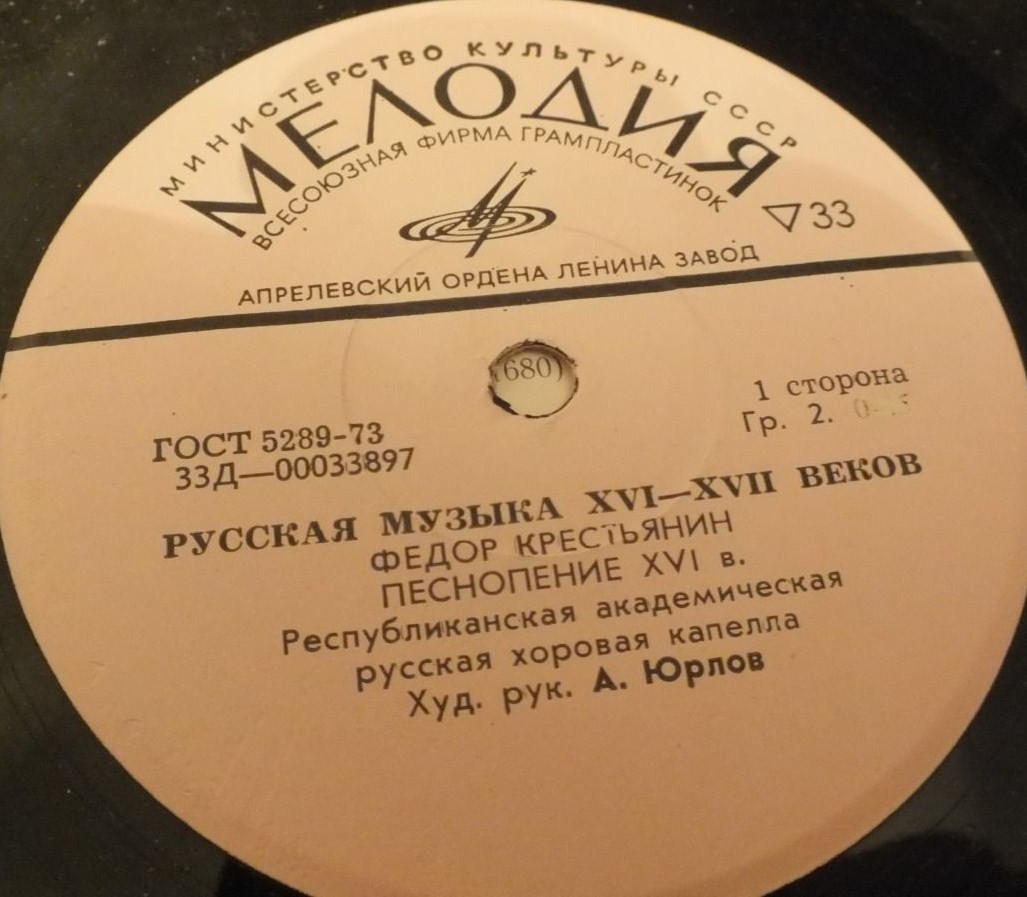 МИНИСТЕРСТВО КУЛЬТУРЫ СССР
МЕЛОДИЯ
ВСЕСОЮЗНАЯ ФИРМА ГРАМПЛАСТИНОК
33
АПРЕЛЕВСКИЙ ОРДЕНА ЛЕНИНА ЗАВОД
(680)
1 сторона
Гр. 2.
ГОСТ 5289-73
33Д—00033897
РУССКАЯ МУЗЫКА XVI—XVII ВЕКОВ
ФЕДОР КРЕСТЬЯНИН
ПЕСНОПЕНИЕ XVI в.
Республиканская академическая
русская хоровая капелла
Худ. рук. А. Юрлов